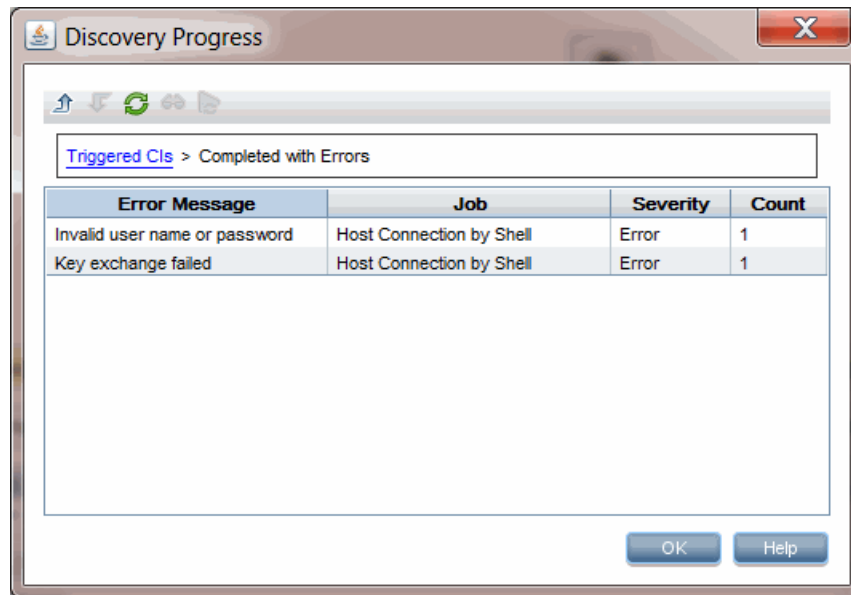 Discovery Progress
Triggered CIs > Completed with Errors
Error Message Job Severity Count
Invalid user name or password Host Connection by Shell Error 1
Key exchange failed Host Connection by Shell Error 1
OK Help